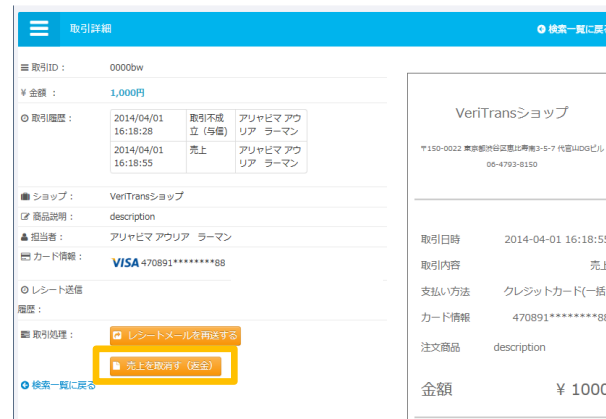 取引詳細
検索一覧に戻る
取引ID：
0000bw
¥ 金額 ：
1,000円
取引履歴：
2014/04/01 16:18:28
取引不成立（与信）
アリャビマ アウリア　ラーマン
2014/04/01 16:18:55
売上
アリャビマ アウリア　ラーマン
ショップ：
VeriTransショップ
商品説明：
description
担当者：
アリャビマ アウリア　ラーマン
カード情報：
VISA 470891********88
レシート送信
履歴：
取引処理：
レシートメールを再送する
売上を取消す（返金）
検索一覧に戻る
VeriTransショップ
〒150-0022 東京都渋谷区恵比寿南3-5-7 代官山DGビル
06-4793-8150
取引日時
2014-04-01 16:18:55
取引内容
売上
支払い方法
クレジットカード(一括
カード情報
470891********88
注文商品
description
金額
¥ 1000